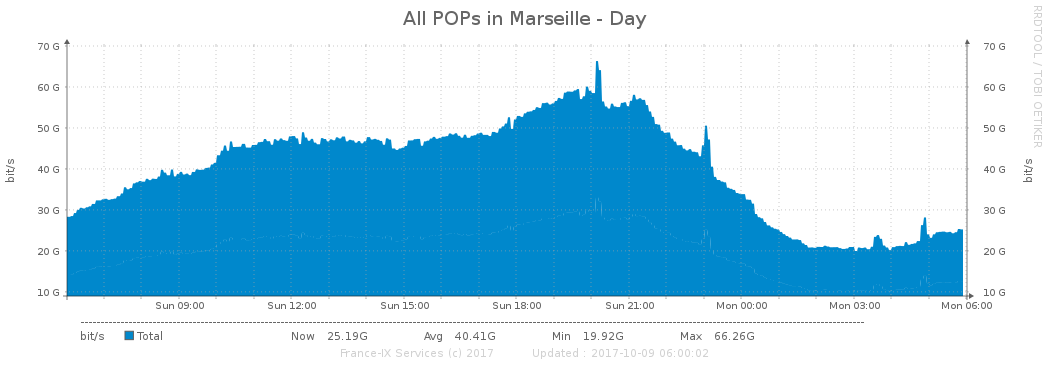 All POPs in Marseille - Day
RRDTOOL / TOBI OETIKER
70 G 70 G
60 G 60 G
50 G 50 G
40 G 40 G
30 G 30 G
20 G 20 G
10 G 10 G
bit/s
bit/s
Sun 09:00 Sun 12:00 Sun 15:00 Sun 18:00 Sun 21:00 Mon 00:00 Mon 03:00 Mon 06:00
bit/s Total Now 25.19G Avg 40.41G Min 19.92G Max 66.26G
France-IX Services (c) 2017 Updated : 2017-10-09 06:00:02